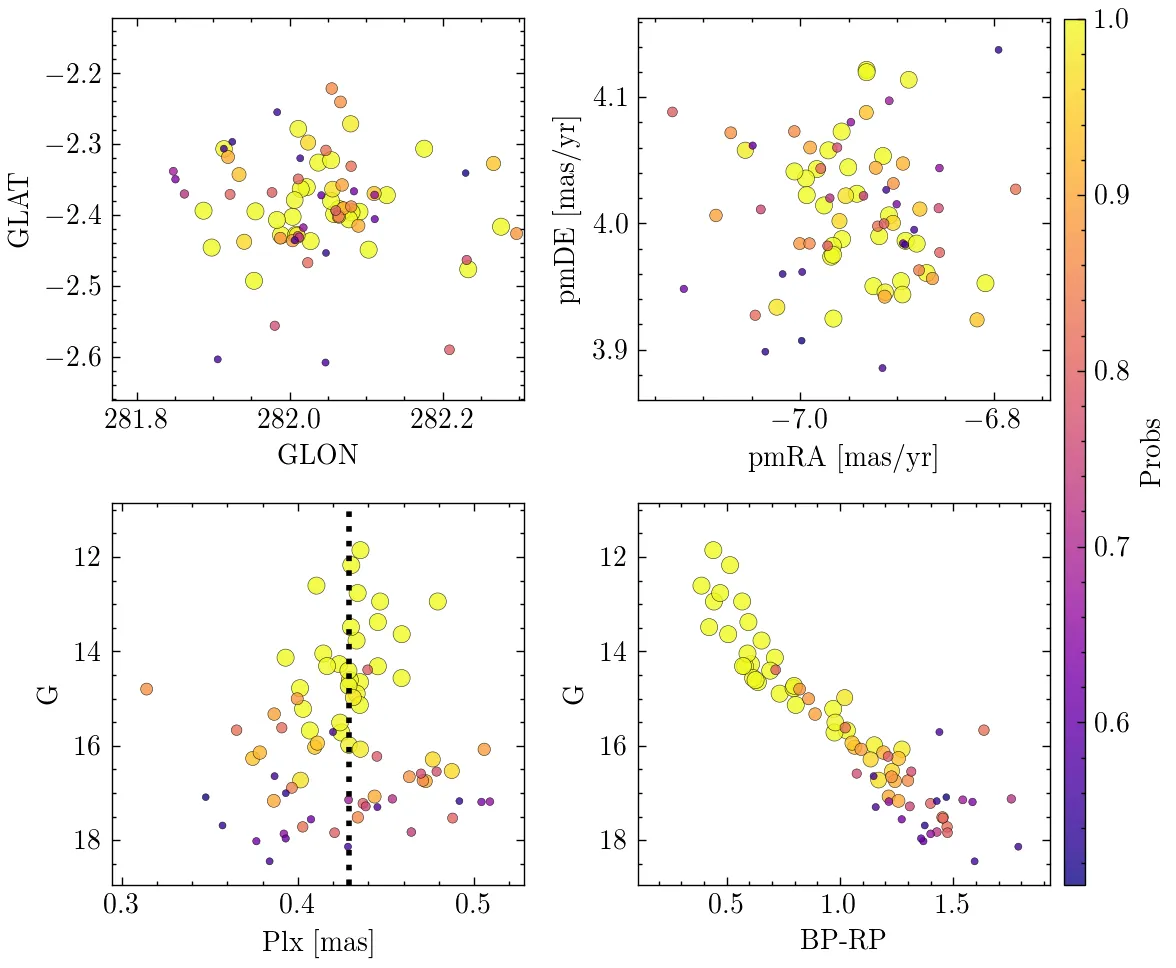 −2.2
−2.3
−2.4
−2.5
−2.6
GLAT
281.8 282.0 282.2
GLON
4.1
4.0
3.9
pmDE [mas/yr]
−7.0 −6.8
pmRA [mas/yr]
12
14
16
18
G
0.3 0.4 0.5
Plx [mas]
12
14
16
18
G
0.5 1.0 1.5
BP-RP
1.0
0.9
0.8
0.7
0.6
Probs